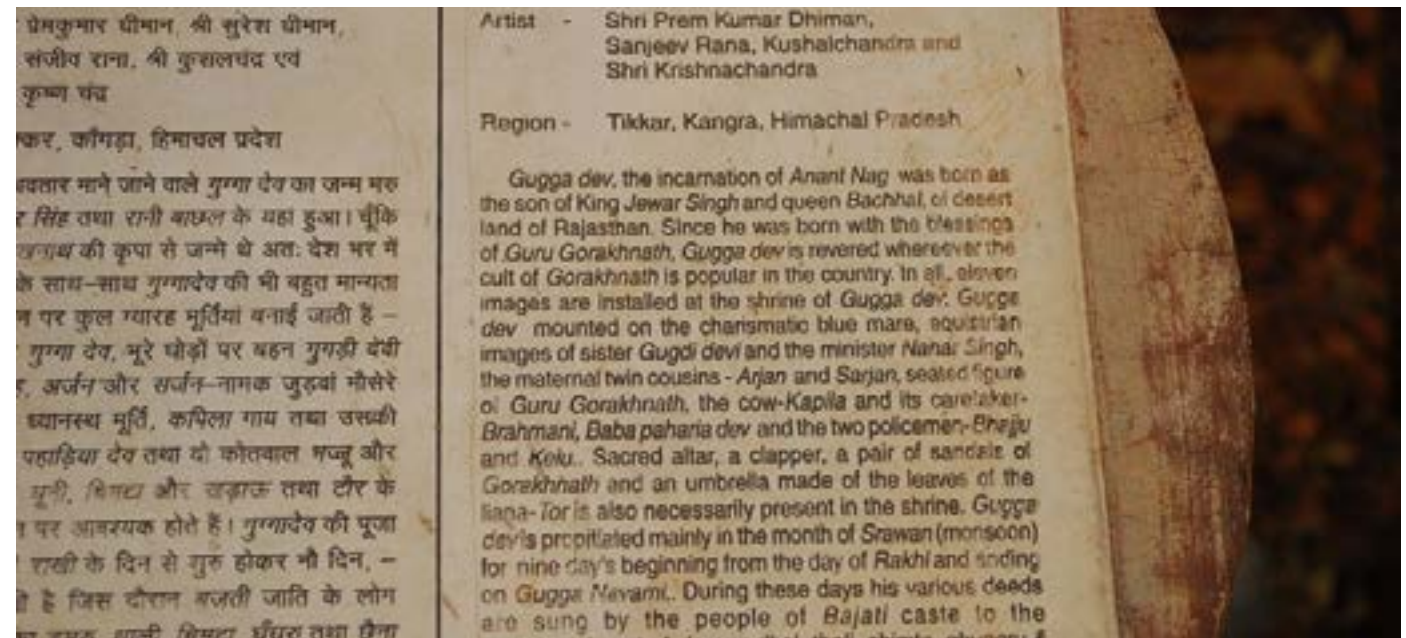 प्रेमकुमार धीमान, श्री सुरेश धीमान,
संजीव राना, श्री कुसलचंद्र एवं
कृष्ण चंद्र
कर, काँगड़ा, हिमाचल प्रदेश
माने जाने वाले गुग्गा देव का जन्म मरु
सिंह तथा रानी बाछल के यहां हुआ। चूँकि
की कृपा से जन्मे थे अतः देश भर में
के साथ-साथ गुग्गादेव की भी बहुत मान्यता
पर कुल ग्यारह मूर्तियां बनाई जाती हैं -
गुग्गा देव, भूरे घोड़ों पर बहन गुगड़ी देवी
अर्जन और सर्जन-नामक जुड़वां मौसेरे
ध्यानस्थ मूर्ति, कपिला गाय तथा उसकी
पहाड़िया देव तथा दो कोतवाल भज्जू और
धूनी, चिमटा और खड़ाऊ तथा टौर के
पर आवश्यक होते हैं। गुग्गादेव की पूजा
राखी के दिन से शुरु होकर नौ दिन, -
है जिस दौरान बजती जाति के लोग
थाली, चिमटा, घुँघरु तथा
Artist - Shri Prem Kumar Dhiman,
Sanjeev Rana, Kushalchandra and
Shri Krishnachandra
Region - Tikkar, Kangra, Himachal Pradesh
Gugga dev, the incarnation of Anant Nag was born as
the son of King Jewar Singh and queen Bachhal, of desert
land of Rajasthan. Since he was born with the blessings
of Guru Gorakhnath, Gugga dev is revered whereever the
cult of Gorakhnath is popular in the country. In all, eleven
images are installed at the shrine of Gugga dev. Gugga
dev mounted on the charismatic blue mare, equistrian
images of sister Gugdi devi and the minister Nanar Singh,
the maternal twin cousins - Arjan and Sarjan, seated figure
of Guru Gorakhnath, the cow-Kapila and its caretaker-
Brahmani, Baba paharia dev and the two policemen-Bhajju
and Kelu.. Sacred altar, a clapper, a pair of sandals of
Gorakhnath and an umbrella made of the leaves of the
liana-Tor is also necessarily present in the shrine. Gugga
dev is propitiated mainly in the month of Srawan (monsoon)
for nine day's beginning from the day of Rakhi and ending
on Gugga Navami.. During these days his various deeds
are sung by the people of Bajati caste to the